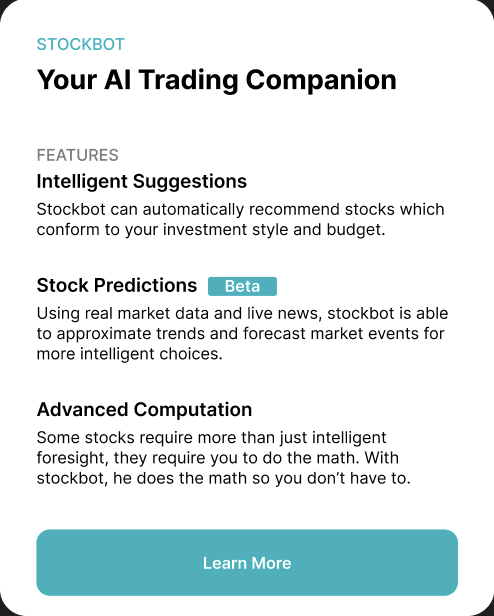 STOCKBOT
Your AI Trading Companion
FEATURES
Intelligent Suggestions
Stockbot can automatically recommend stocks which
conform to your investment style and budget.
Stock Predictions Beta
Using real market data and live news, stockbot is able
to approximate trends and forecast market events for
more intelligent choices.
Advanced Computation
Some stocks require more than just intelligent
foresight, they require you to do the math. With
stockbot, he does the math so you don’t have to.
Learn More